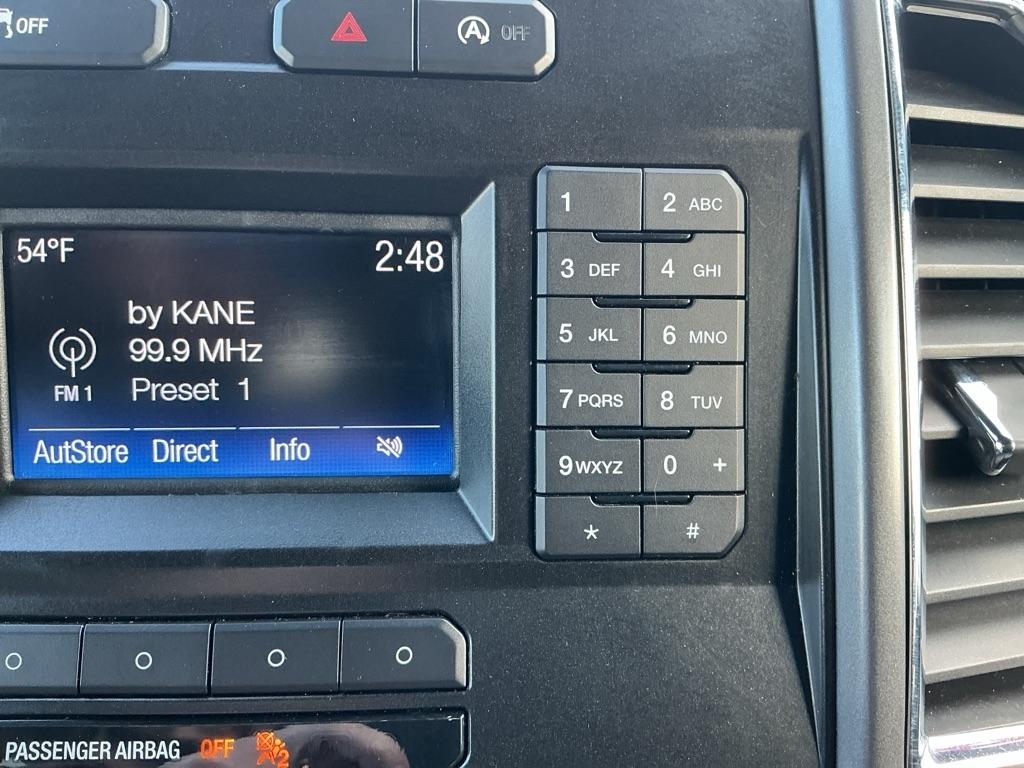 OFF
A OFF
54°F 2:48
by KANE
99.9 MHz
FM 1 Preset 1
AutStore Direct Info
1 2 ABC
3 DEF 4 GHI
5 JKL 6 MNO
7 PQRS 8 TUV
9 WXYZ 0 +
* #
PASSENGER AIRBAG OFF 2